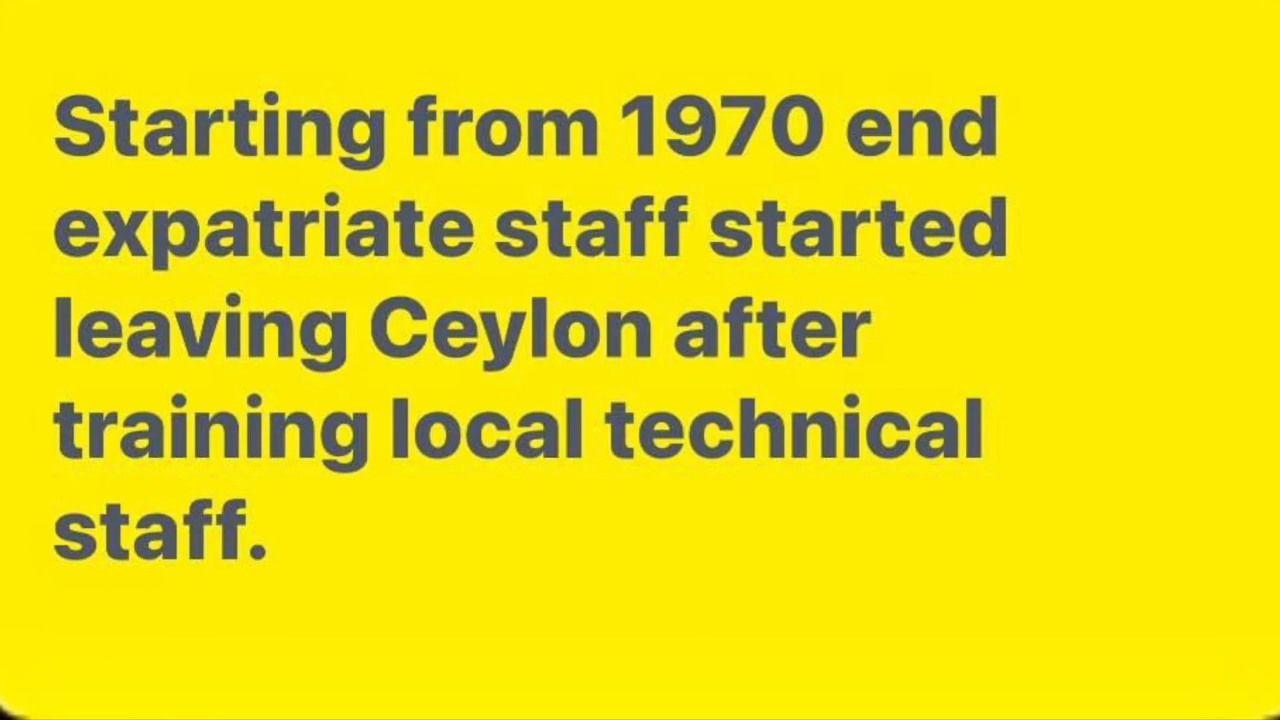 Starting from 1970 end
expatriate staff started
leaving Ceylon after
training local technical
staff.